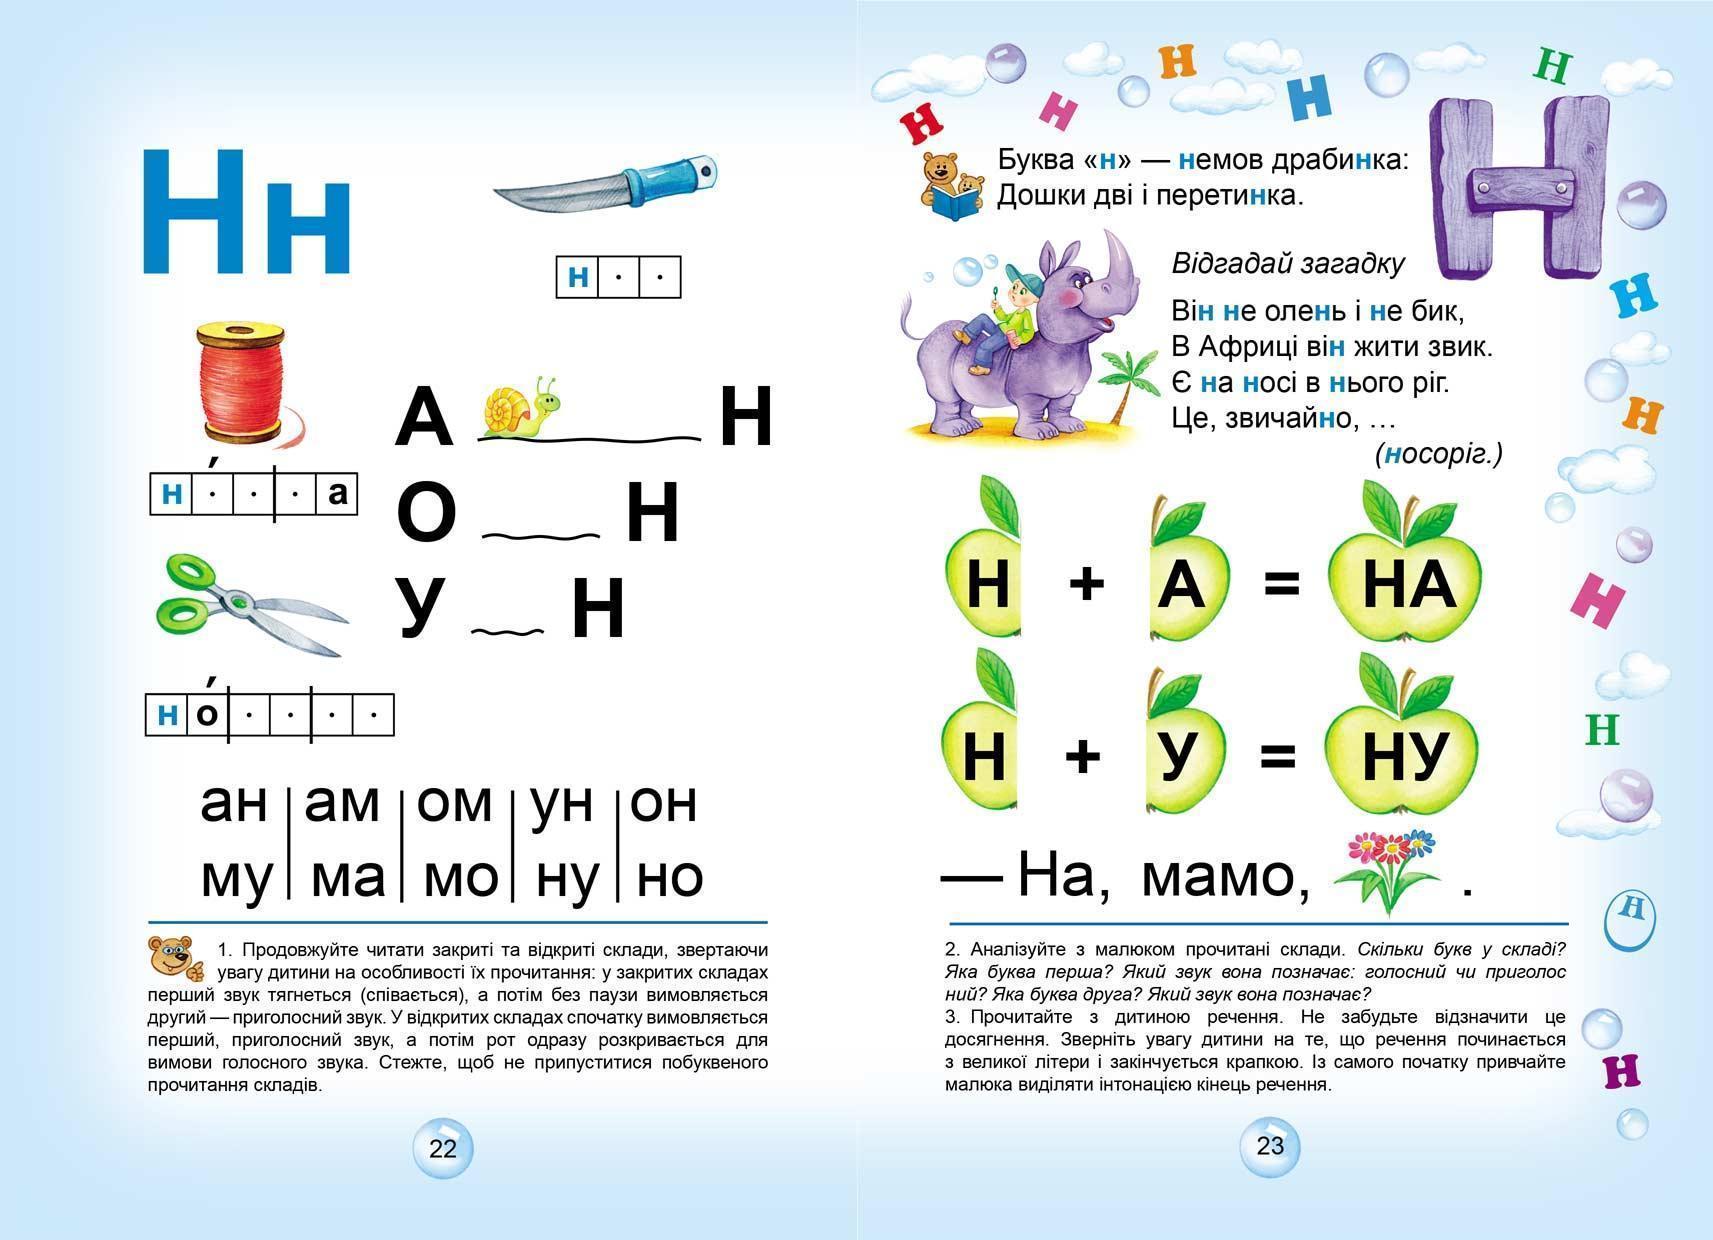 Нн
н · ·
н · · · а
А Н
О Н
У Н
н о · · · ·
ан ам ом ун он
му ма мо ну но
1. Продовжуйте читати закриті та відкриті склади, звертаючи
увагу дитини на особливості їх прочитання: у закритих складах
перший звук тягнеться (співається), а потім без паузи вимовляється
другий — приголосний звук. У відкритих складах спочатку вимовляється
перший, приголосний звук, а потім рот одразу розкривається для
вимови голосного звука. Стежте, щоб не припуститися побуквеного
прочитання складів.
22
н н н н н
Н
Буква «н» — немов драбинка:
Дошки дві і перетинка.
Відгадай загадку
Він не олень і не бик,
В Африці він жити звик.
Є на носі в нього ріг.
Це, звичайно, ...
(носоріг.)
н
н
н
н
н
н
Н + А = НА
Н + У = НУ
— На, мамо, .
2. Аналізуйте з малюком прочитані склади. Скільки букв у складі?
Яка буква перша? Який звук вона позначає: голосний чи приголос
ний? Яка буква друга? Який звук вона позначає?
3. Прочитайте з дитиною речення. Не забудьте відзначити це
досягнення. Зверніть увагу дитини на те, що речення починається
з великої літери і закінчується крапкою. Із самого початку привчайте
малюка виділяти інтонацією кінець речення.
23